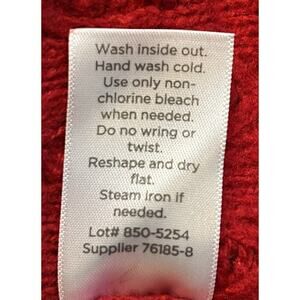 Wash inside out.
Hand wash cold.
Use only non-
chlorine bleach
when needed.
Do no wring or
twist.
Reshape and dry
flat.
Steam iron if
needed.
Lot# 850-5254
Supplier 76185-8